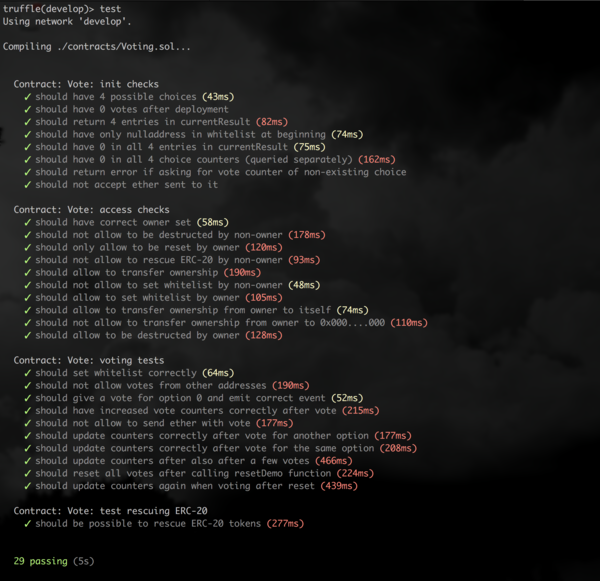 truffle(develop)> test
Using network 'develop'.
Compiling ./contracts/Voting.sol...
Contract: Vote: init checks
✓ should have 4 possible choices (43ms)
✓ should have 0 votes after deployment
✓ should return 4 entries in currentResult (82ms)
✓ should have only nulladdress in whitelist at beginning (74ms)
✓ should have 0 in all 4 entries in currentResult (75ms)
✓ should have 0 in all 4 choice counters (queried separately) (162ms)
✓ should return error if asking for vote counter of non-existing choice
✓ should not accept ether sent to it
Contract: Vote: access checks
✓ should have correct owner set (58ms)
✓ should not allow to be destructed by non-owner (178ms)
✓ should only allow to be reset by owner (120ms)
✓ should not allow to rescue ERC-20 by non-owner (93ms)
✓ should allow to transfer ownership (190ms)
✓ should not allow to set whitelist by non-owner (48ms)
✓ should allow to set whitelist by owner (105ms)
✓ should allow to transfer ownership from owner to itself (74ms)
✓ should not allow to transfer ownership from owner to 0x000....000 (110ms)
✓ should allow to be destructed by owner (128ms)
Contract: Vote: voting tests
✓ should set whitelist correctly (64ms)
✓ should not allow votes from other addresses (190ms)
✓ should give a vote for option 0 and emit correct event (52ms)
✓ should have increased vote counters correctly after vote (215ms)
✓ should not allow to send ether with vote (177ms)
✓ should update counters correctly after vote for another option (177ms)
✓ should update counters correctly after vote for the same option (208ms)
✓ should update counters after also after a few votes (466ms)
✓ should reset all votes after calling resetDemo function (224ms)
✓ should update counters again when voting after reset (439ms)
Contract: Vote: test rescuing ERC-20
✓ should be possible to rescue ERC-20 tokens (277ms)
29 passing (5s)